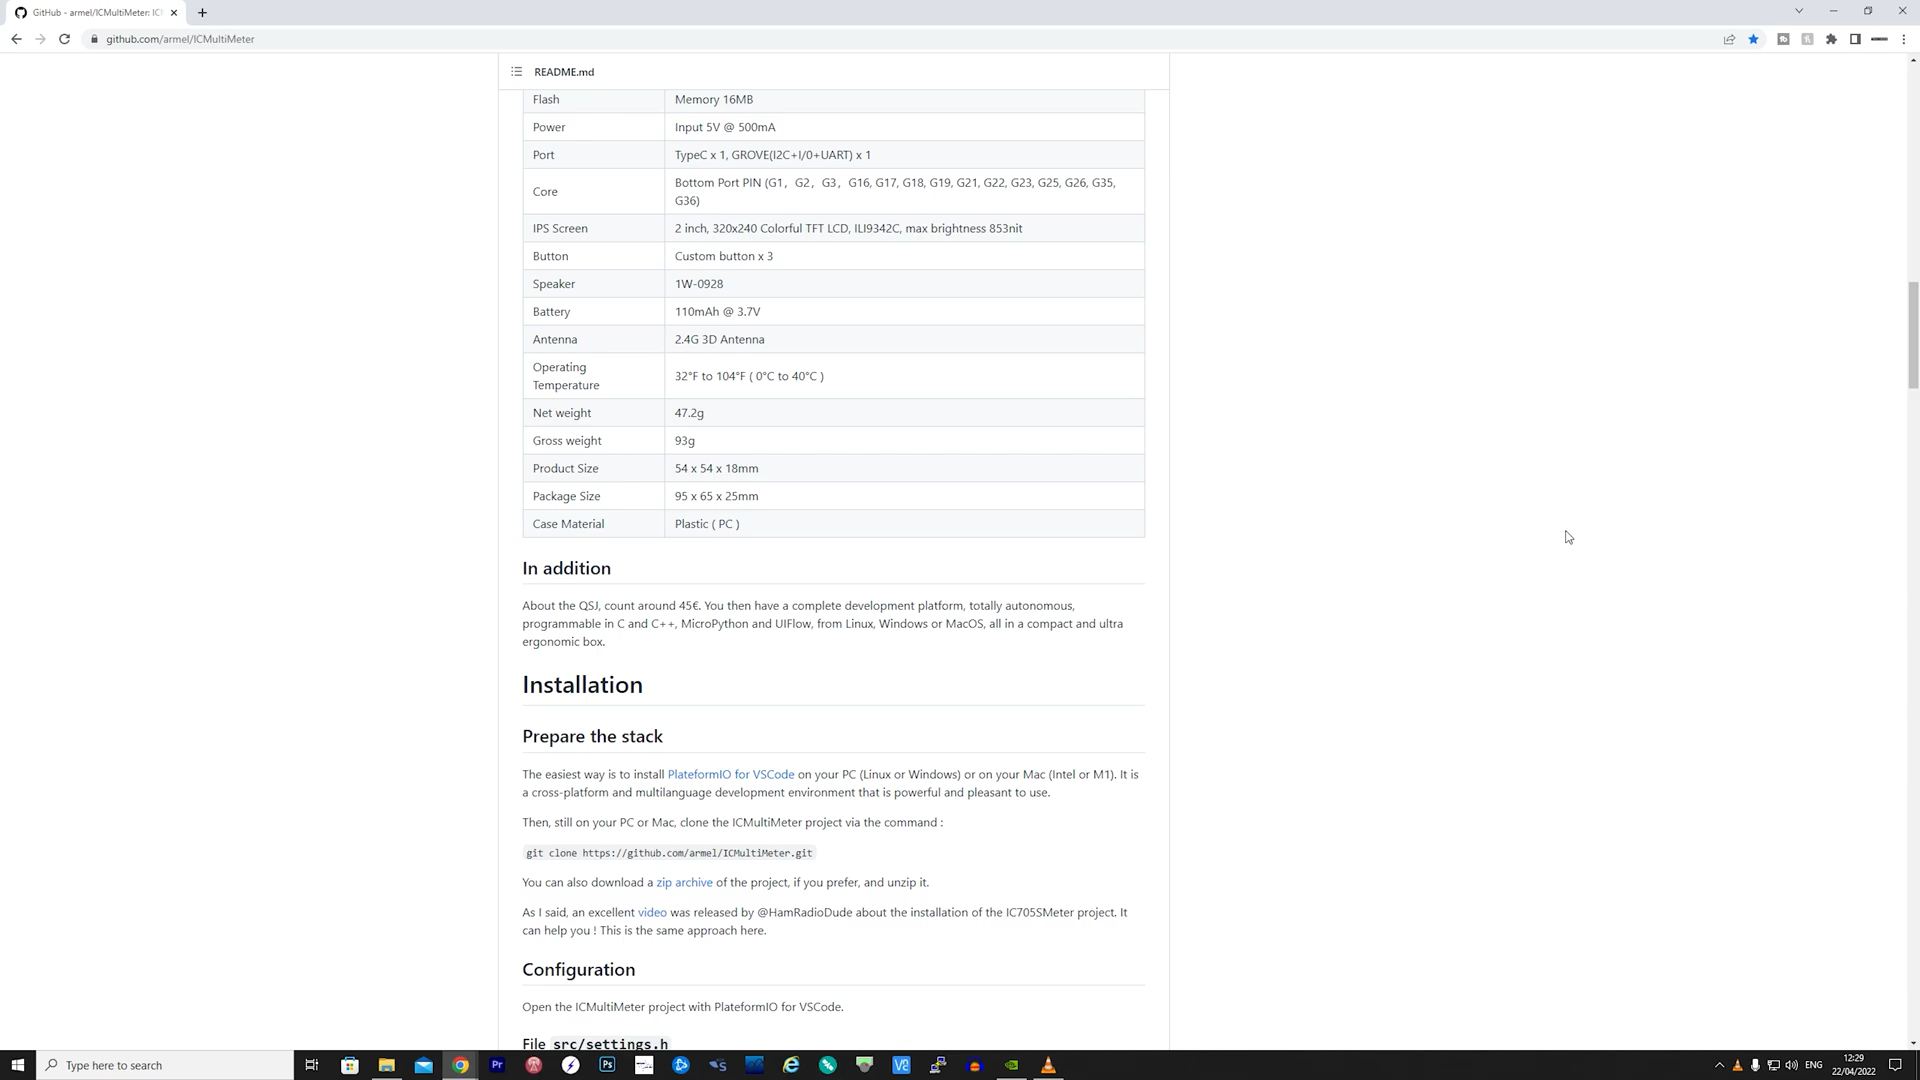 GitHub - armel/ICMultiMeter: IC
github.com/armel/ICMultiMeter
README.md
Flash Memory 16MB
Power Input 5V @ 500mA
Port TypeC x 1, GROVE(I2C+I/0+UART) x 1
Core Bottom Port PIN (G1，G2，G3，G16, G17, G18, G19, G21, G22, G23, G25, G26, G35,
G36)
IPS Screen 2 inch, 320x240 Colorful TFT LCD, ILI9342C, max brightness 853nit
Button Custom button x 3
Speaker 1W-0928
Battery 110mAh @ 3.7V
Antenna 2.4G 3D Antenna
Operating
Temperature 32°F to 104°F ( 0°C to 40°C )
Net weight 47.2g
Gross weight 93g
Product Size 54 x 54 x 18mm
Package Size 95 x 65 x 25mm
Case Material Plastic ( PC )
In addition
About the QSJ, count around 45€. You then have a complete development platform, totally autonomous,
programmable in C and C++, MicroPython and UIFlow, from Linux, Windows or MacOS, all in a compact and ultra
ergonomic box.
Installation
Prepare the stack
The easiest way is to install PlateformIO for VSCode on your PC (Linux or Windows) or on your Mac (Intel or M1). It is
a cross-platform and multilanguage development environment that is powerful and pleasant to use.
Then, still on your PC or Mac, clone the ICMultiMeter project via the command :
git clone https://github.com/armel/ICMultiMeter.git
You can also download a zip archive of the project, if you prefer, and unzip it.
As I said, an excellent video was released by @HamRadioDude about the installation of the IC705SMeter project. It
can help you ! This is the same approach here.
Configuration
Open the ICMultiMeter project with PlateformIO for VSCode.
File src/settings.h
Type here to search
Pr
Ps
ENG
12:29
22/04/2022